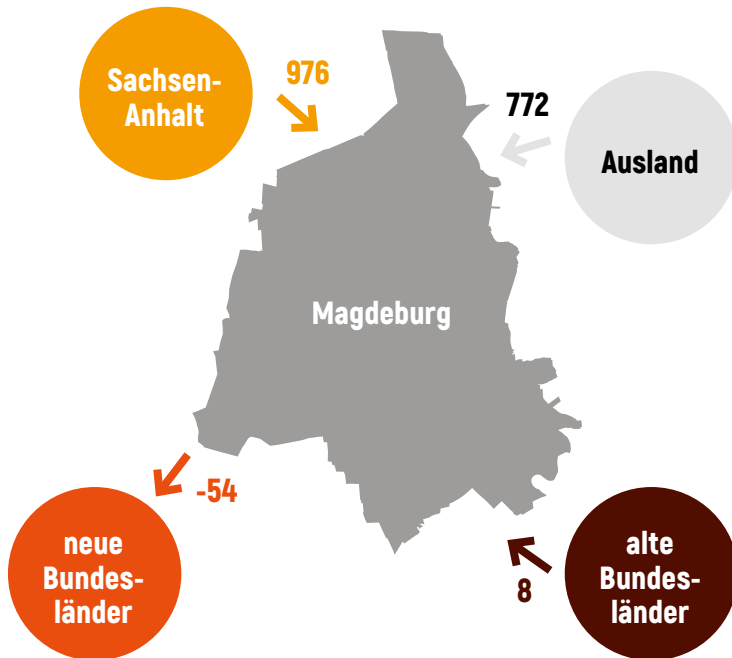 Sachsen-
Anhalt
976
772
Ausland
Magdeburg
-54
neue
Bundes-
länder
8
alte
Bundes-
länder